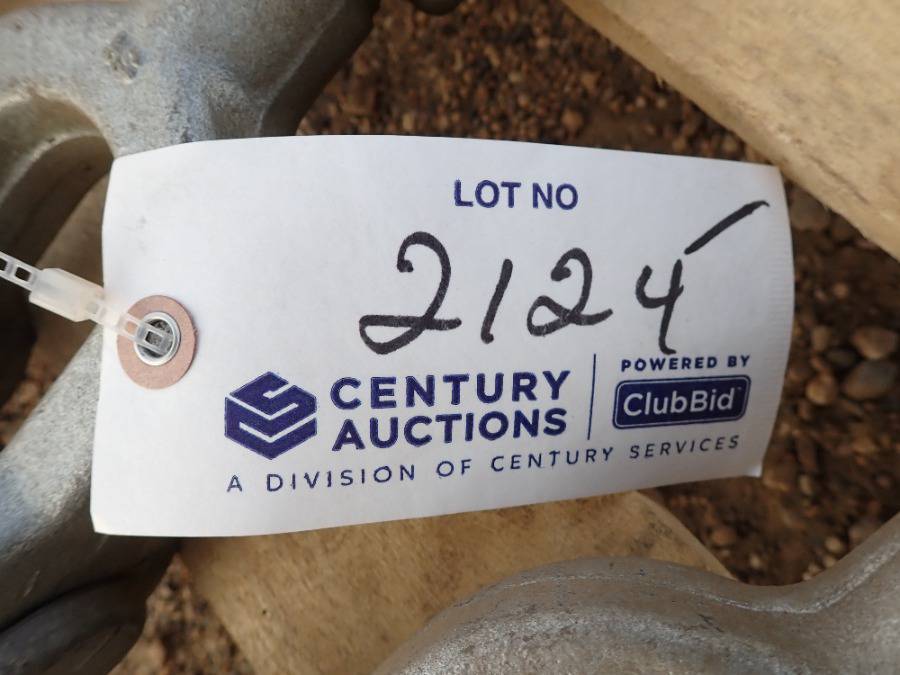 LOT NO
2124
CENTURY
AUCTIONS
A DIVISION OF CENTURY SERVICES
POWERED BY
ClubBid